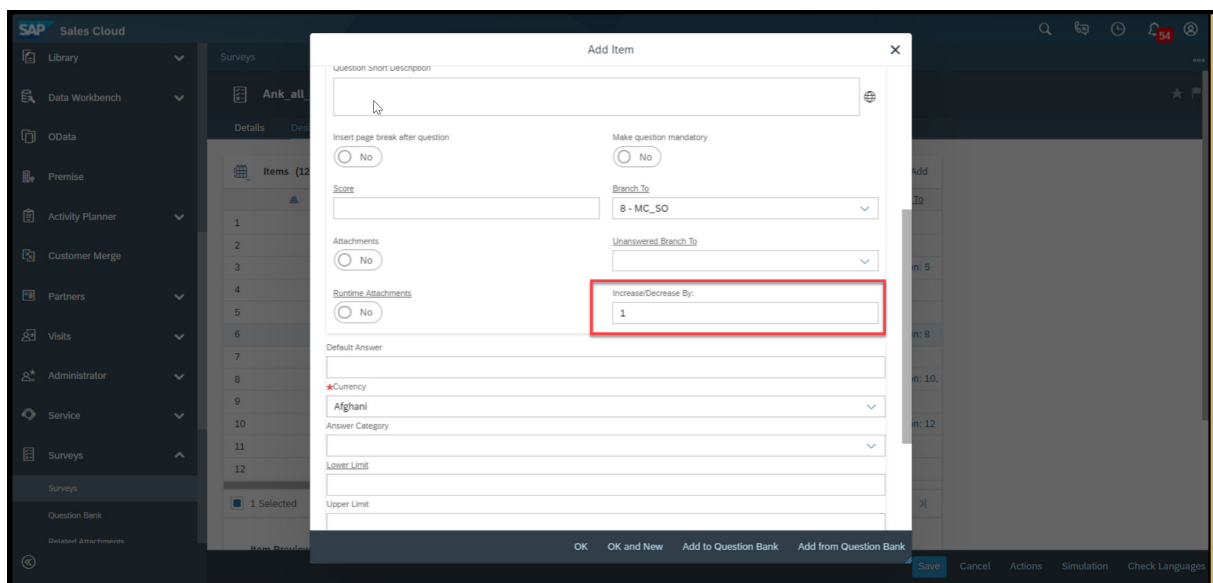 SAP Sales Cloud
54
Library
Data Workbench
OData
Premise
Activity Planner
Customer Merge
Partners
Visits
Administrator
Service
Surveys
Surveys
Question Bank
Related Attachments
Surveys
Ank_all_
Details Des
Items (12
Add
To
1
2
3
n: 5
4
5
6
n: 8
7
8
n: 10,
9
10
n: 12
11
12
1 Selected
Item Preview
Add Item
Question Short Description
Insert page break after question
No
Make question mandatory
No
Score
Branch To
8 - MC_SO
Attachments
No
Unanswered Branch To
Runtime Attachments
No
Increase/Decrease By:
1
Default Answer
*Currency
Afghani
Answer Category
Lower Limit
Upper Limit
OK OK and New Add to Question Bank Add from Question Bank
Save Cancel Actions Simulation Check Languages